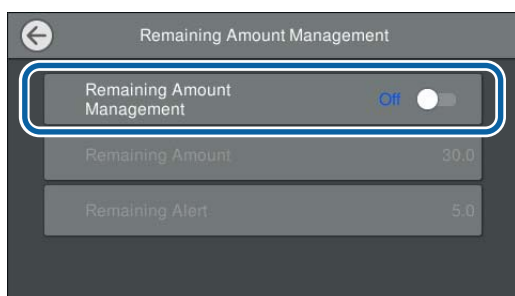 Remaining Amount Management
Remaining Amount
Management
Off
Remaining Amount
30.0
Remaining Alert
5.0